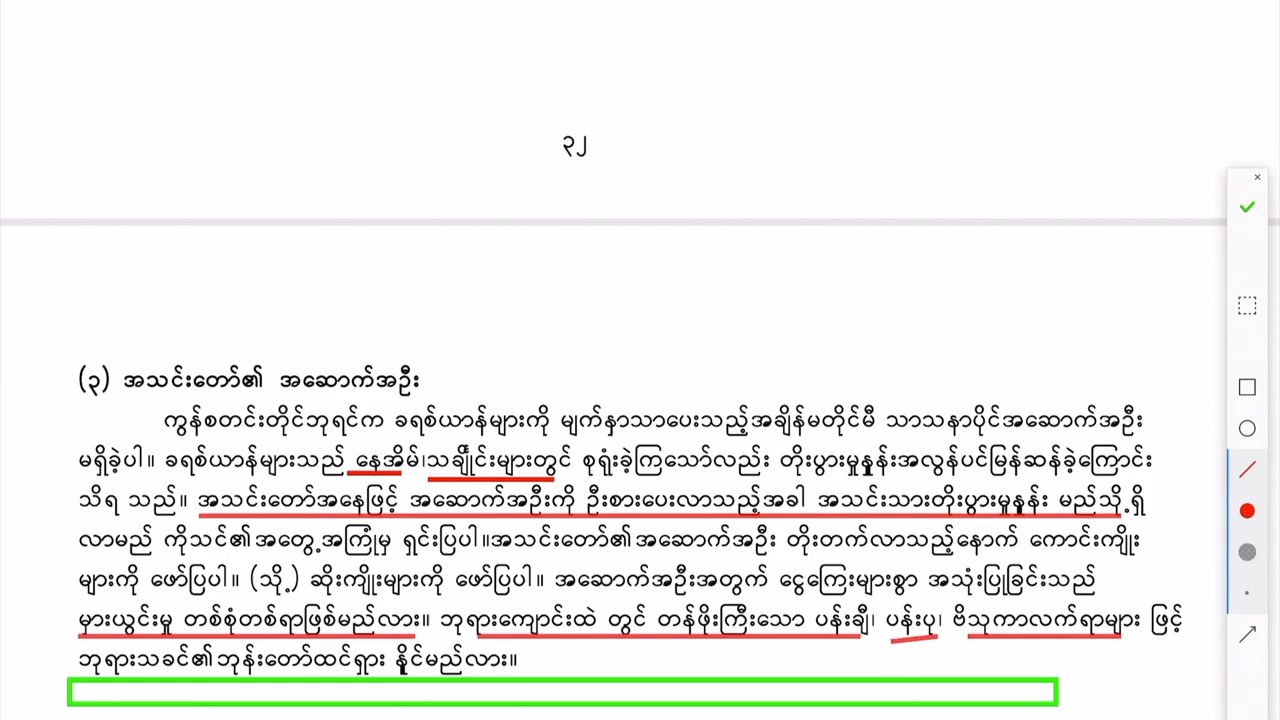 ၃၂
(၃) အသင်းတော်၏ အဆောက်အဦး
ကွန်စတင်းတိုင်ဘုရင်က ခရစ်ယာန်များကို မျက်နှာသာပေးသည့်အချိန်မတိုင်မီ သာသနာပိုင်အဆောက်အဦး
မရှိခဲ့ပါ။ ခရစ်ယာန်များသည် နေအိမ်၊သင်္ချိုင်းများတွင် စုရုံးခဲ့ကြသော်လည်း တိုးပွားမှုနှုန်းအလွန်ပင်မြန်ဆန်ခဲ့ကြောင်း
သိရ သည်။ အသင်းတော်အနေဖြင့် အဆောက်အဦးကို ဦးစားပေးလာသည့်အခါ အသင်းသားတိုးပွားမှုနှုန်း မည်သို့ရှိ
လာမည် ကိုသင်၏အတွေ့အကြုံမှ ရှင်းပြပါ။အသင်းတော်၏အဆောက်အဦး တိုးတက်လာသည့်နောက် ကောင်းကျိုး
များကို ဖော်ပြပါ။ (သို့) ဆိုးကျိုးများကို ဖော်ပြပါ။ အဆောက်အဦးအတွက် ငွေကြေးများစွာ အသုံးပြုခြင်းသည်
မှားယွင်းမှု တစ်စုံတစ်ရာဖြစ်မည်လား။ ဘုရားကျောင်းထဲ တွင် တန်ဖိုးကြီးသော ပန်းချီ၊ ပန်းပု၊ ဗိသုကာလက်ရာများ ဖြင့်
ဘုရားသခင်၏ဘုန်းတော်ထင်ရှား နိုင်မည်လား။